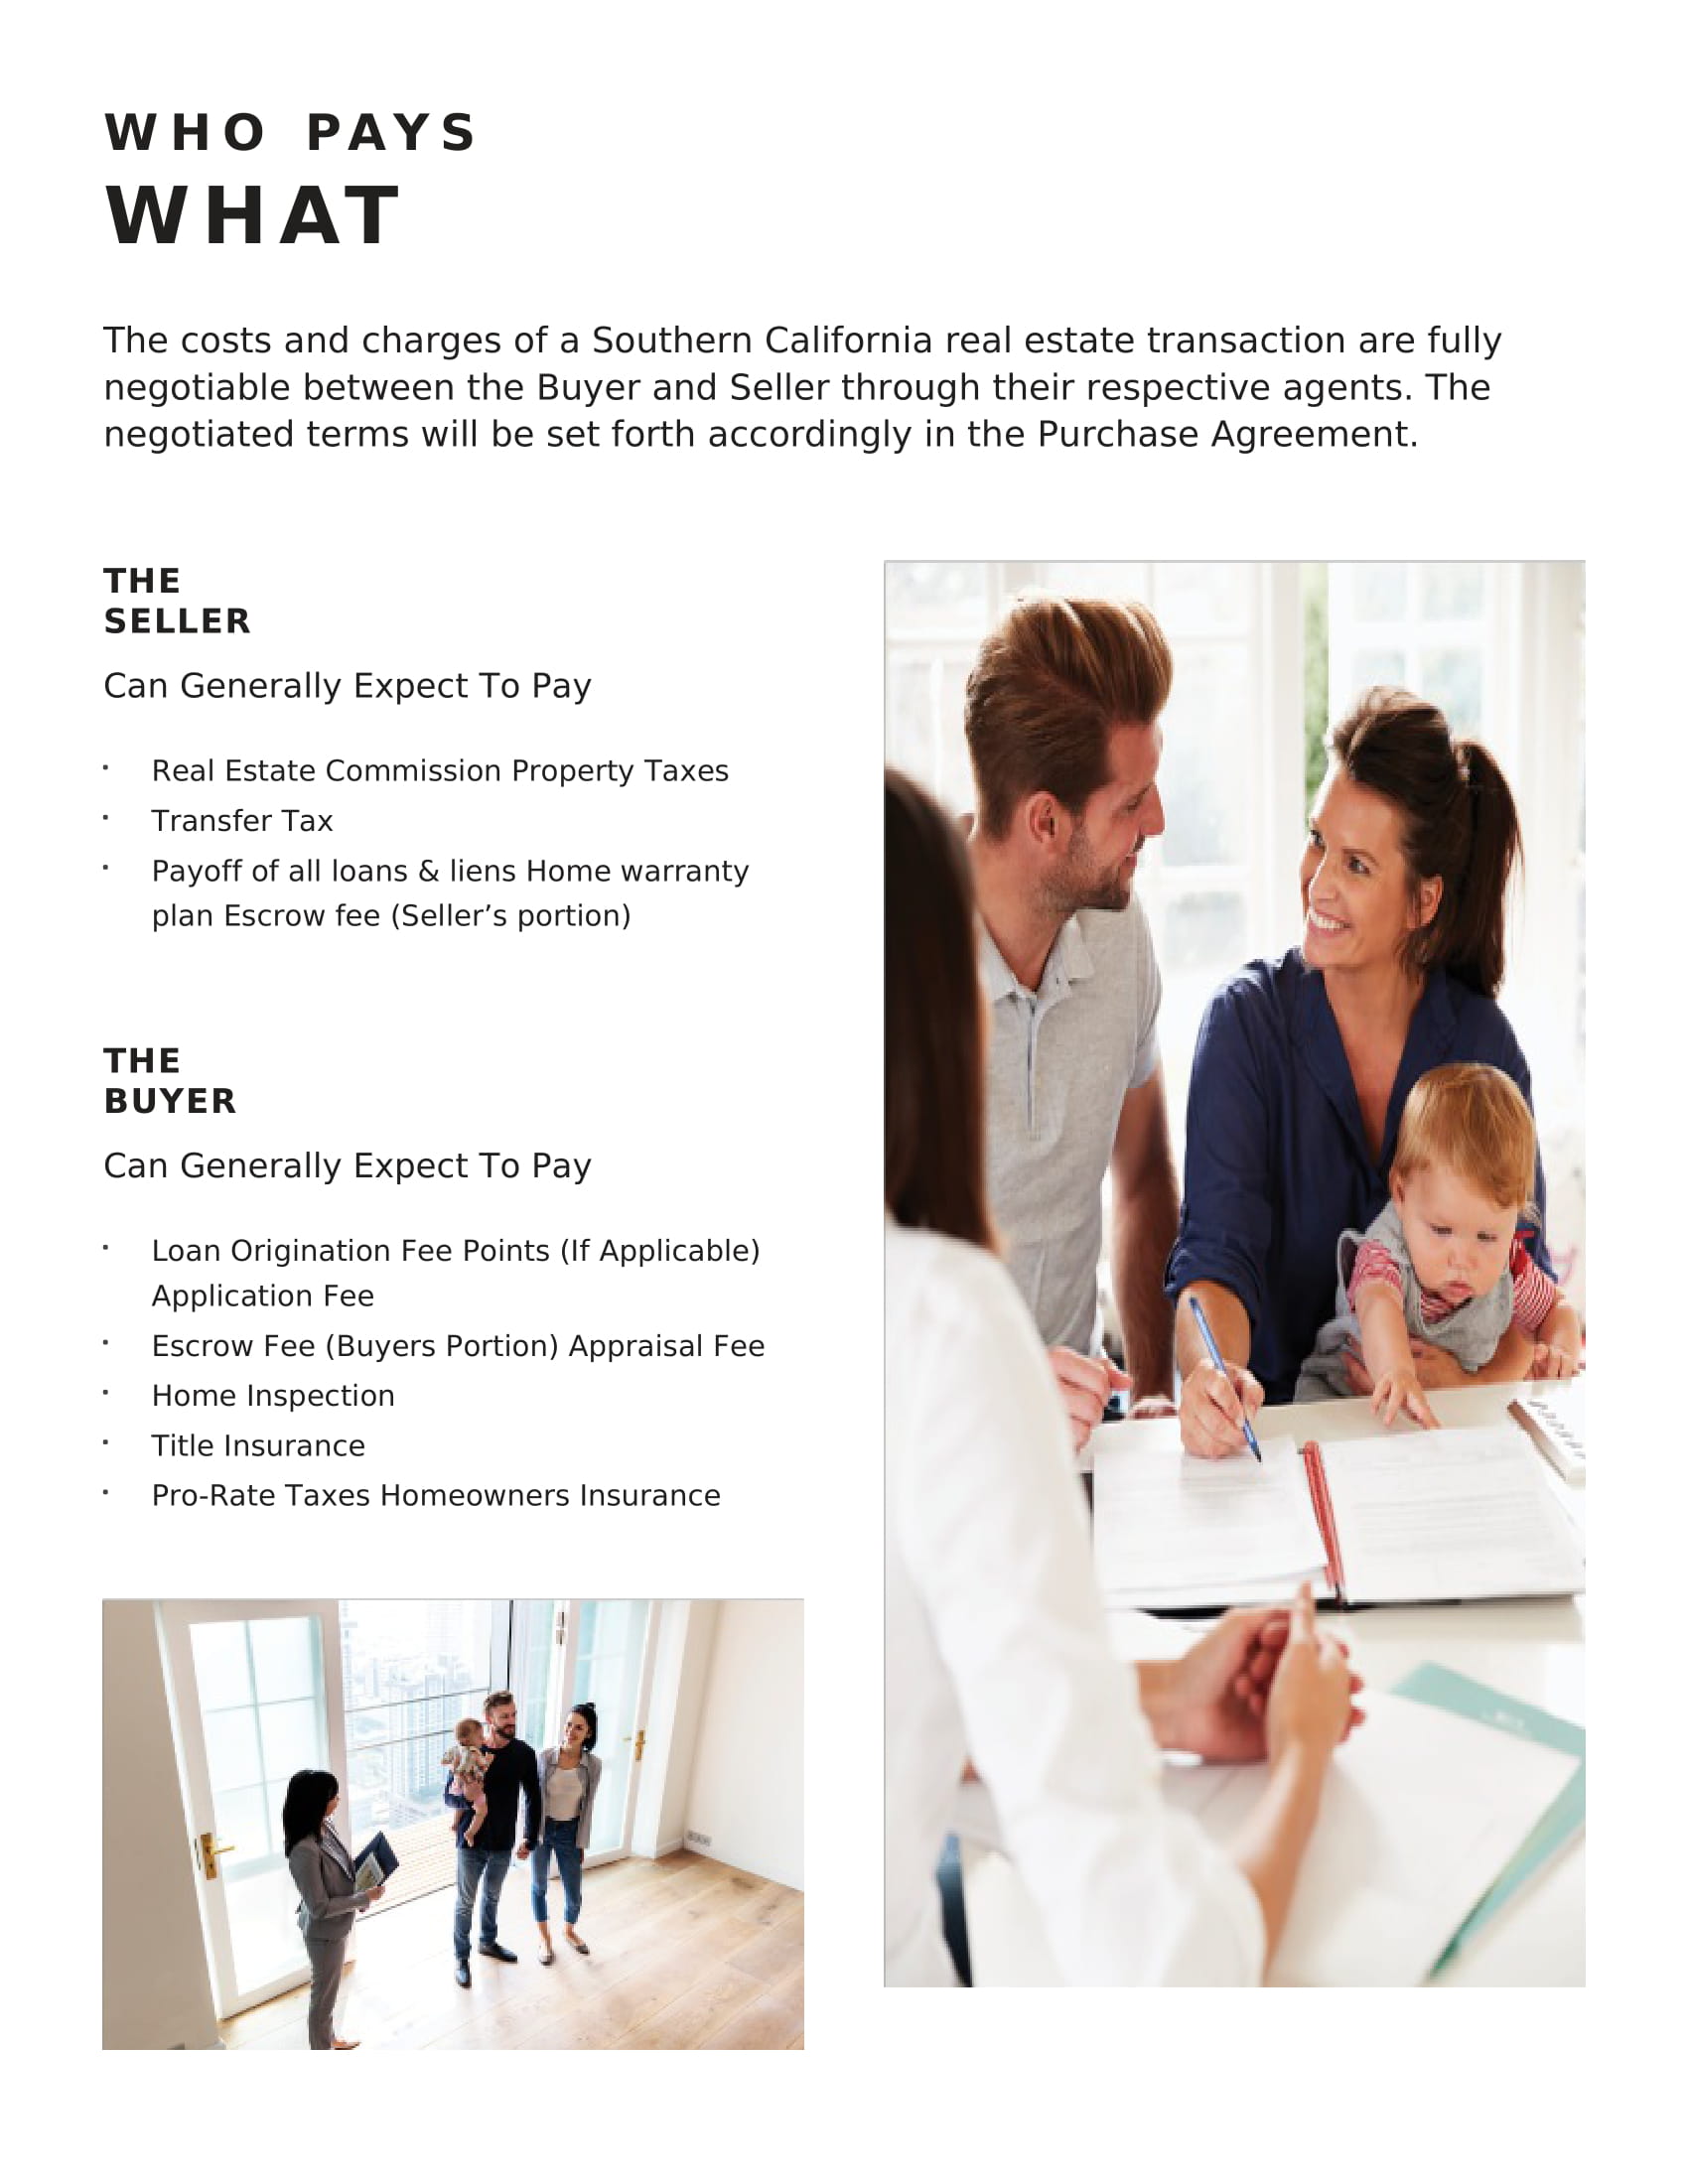 WHO PAYS
WHAT
The costs and charges of a Southern California real estate transaction are fully
negotiable between the Buyer and Seller through their respective agents. The
negotiated terms will be set forth accordingly in the Purchase Agreement.
THE
SELLER
Can Generally Expect To Pay
· Real Estate Commission Property Taxes
· Transfer Tax
· Payoff of all loans & liens Home warranty
plan Escrow fee (Seller’s portion)
THE
BUYER
Can Generally Expect To Pay
· Loan Origination Fee Points (If Applicable)
Application Fee
· Escrow Fee (Buyers Portion) Appraisal Fee
· Home Inspection
· Title Insurance
· Pro-Rate Taxes Homeowners Insurance